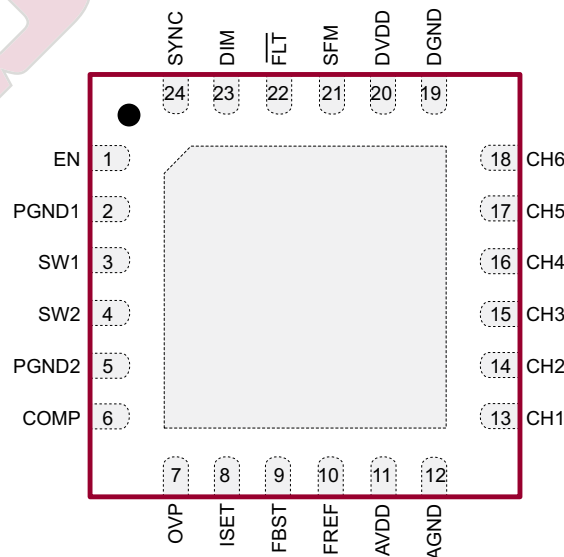 SYNC DIM F̅L̅T̅ SFM DVDD DGND
24 23 22 21 20 19
EN 1 18 CH6
PGND1 2 17 CH5
SW1 3 16 CH4
SW2 4 15 CH3
PGND2 5 14 CH2
COMP 6 13 CH1
7 8 9 10 11 12
OVP ISET FBST FREF AVDD AGND